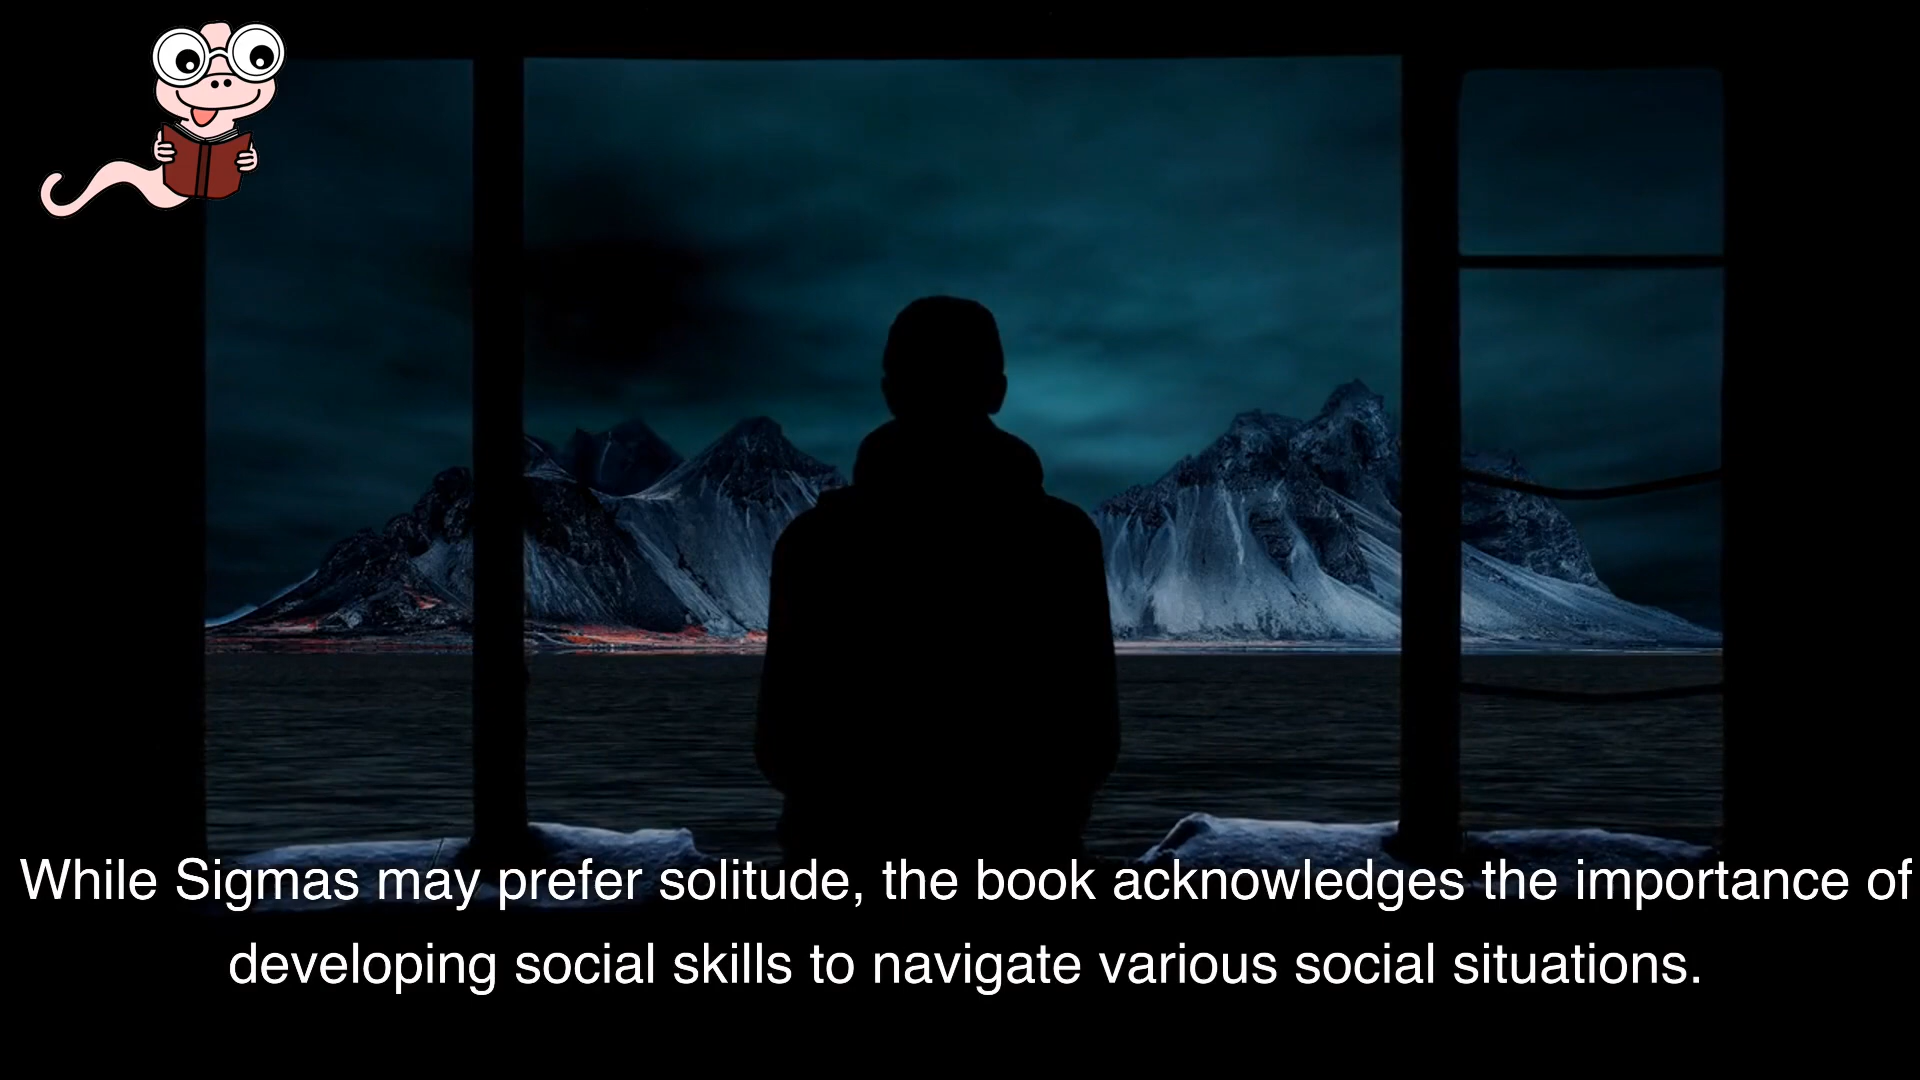 While Sigmas may prefer solitude, the book acknowledges the importance of
developing social skills to navigate various social situations.